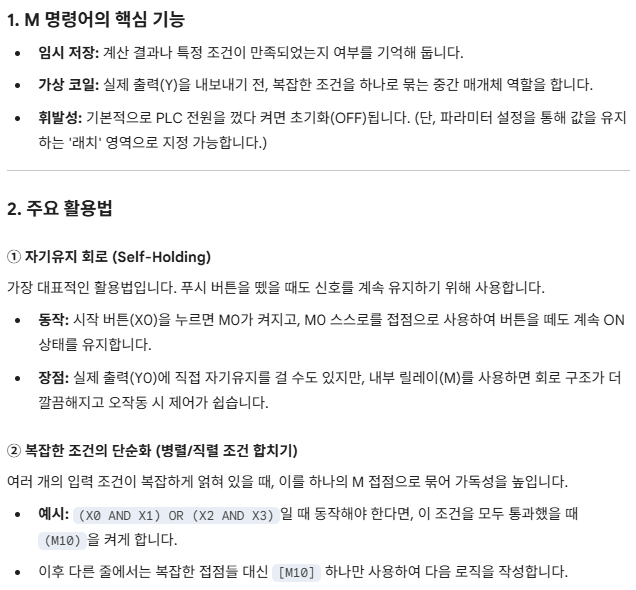 1. M 명령어의 핵심 기능
• 임시 저장: 계산 결과나 특정 조건이 만족되었는지 여부를 기억해 둡니다.
• 가상 코일: 실제 출력(Y)을 내보내기 전, 복잡한 조건을 하나로 묶는 중간 매개체 역할을 합니다.
• 휘발성: 기본적으로 PLC 전원을 껐다 켜면 초기화(OFF)됩니다. (단, 파라미터 설정을 통해 값을 유지
하는 '래치' 영역으로 지정 가능합니다.)
2. 주요 활용법
① 자기유지 회로 (Self-Holding)
가장 대표적인 활용법입니다. 푸시 버튼을 뗐을 때도 신호를 계속 유지하기 위해 사용합니다.
• 동작: 시작 버튼(X0)을 누르면 M0가 켜지고, M0 스스로를 접점으로 사용하여 버튼을 떼도 계속 ON
상태를 유지합니다.
• 장점: 실제 출력(Y0)에 직접 자기유지를 걸 수도 있지만, 내부 릴레이(M)를 사용하면 회로 구조가 더
깔끔해지고 오작동 시 제어가 쉽습니다.
② 복잡한 조건의 단순화 (병렬/직렬 조건 합치기)
여러 개의 입력 조건이 복잡하게 얽혀 있을 때, 이를 하나의 M 접점으로 묶어 가독성을 높입니다.
• 예시: (X0 AND X1) OR (X2 AND X3) 일 때 동작해야 한다면, 이 조건을 모두 통과했을 때
(M10) 을 켜게 합니다.
• 이후 다른 줄에서는 복잡한 접점들 대신 [M10] 하나만 사용하여 다음 로직을 작성합니다.